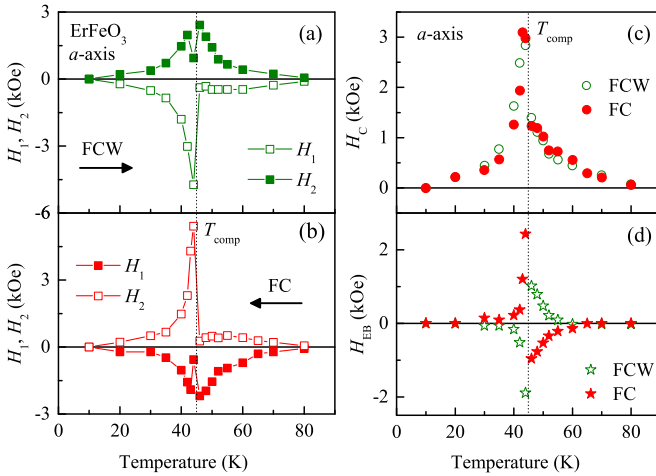 ErFeO3
a-axis
(a)
3
0
-3
-6
H1, H2 (kOe)
FCW
H1
H2
(b)
Tcomp
H1
H2
FC
6
3
0
-3
H1, H2 (kOe)
0 20 40 60 80
Temperature (K)
a-axis
Tcomp
(c)
FCW
FC
3
2
1
0
HC (kOe)
(d)
2
0
-2
HEB (kOe)
FCW
FC
0 20 40 60 80
Temperature (K)